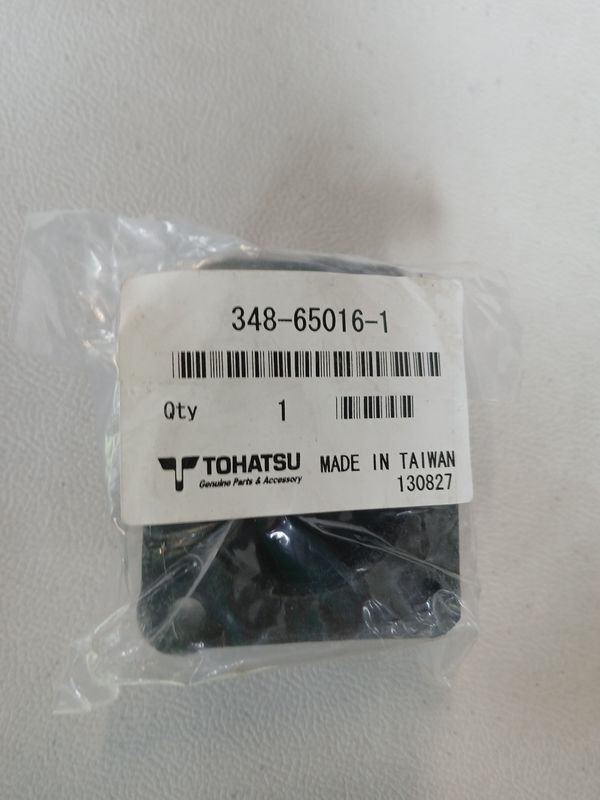 348-65016-1
Qty 1
TOHATSU
Genuine Parts & Accessory
MADE IN TAIWAN
130827